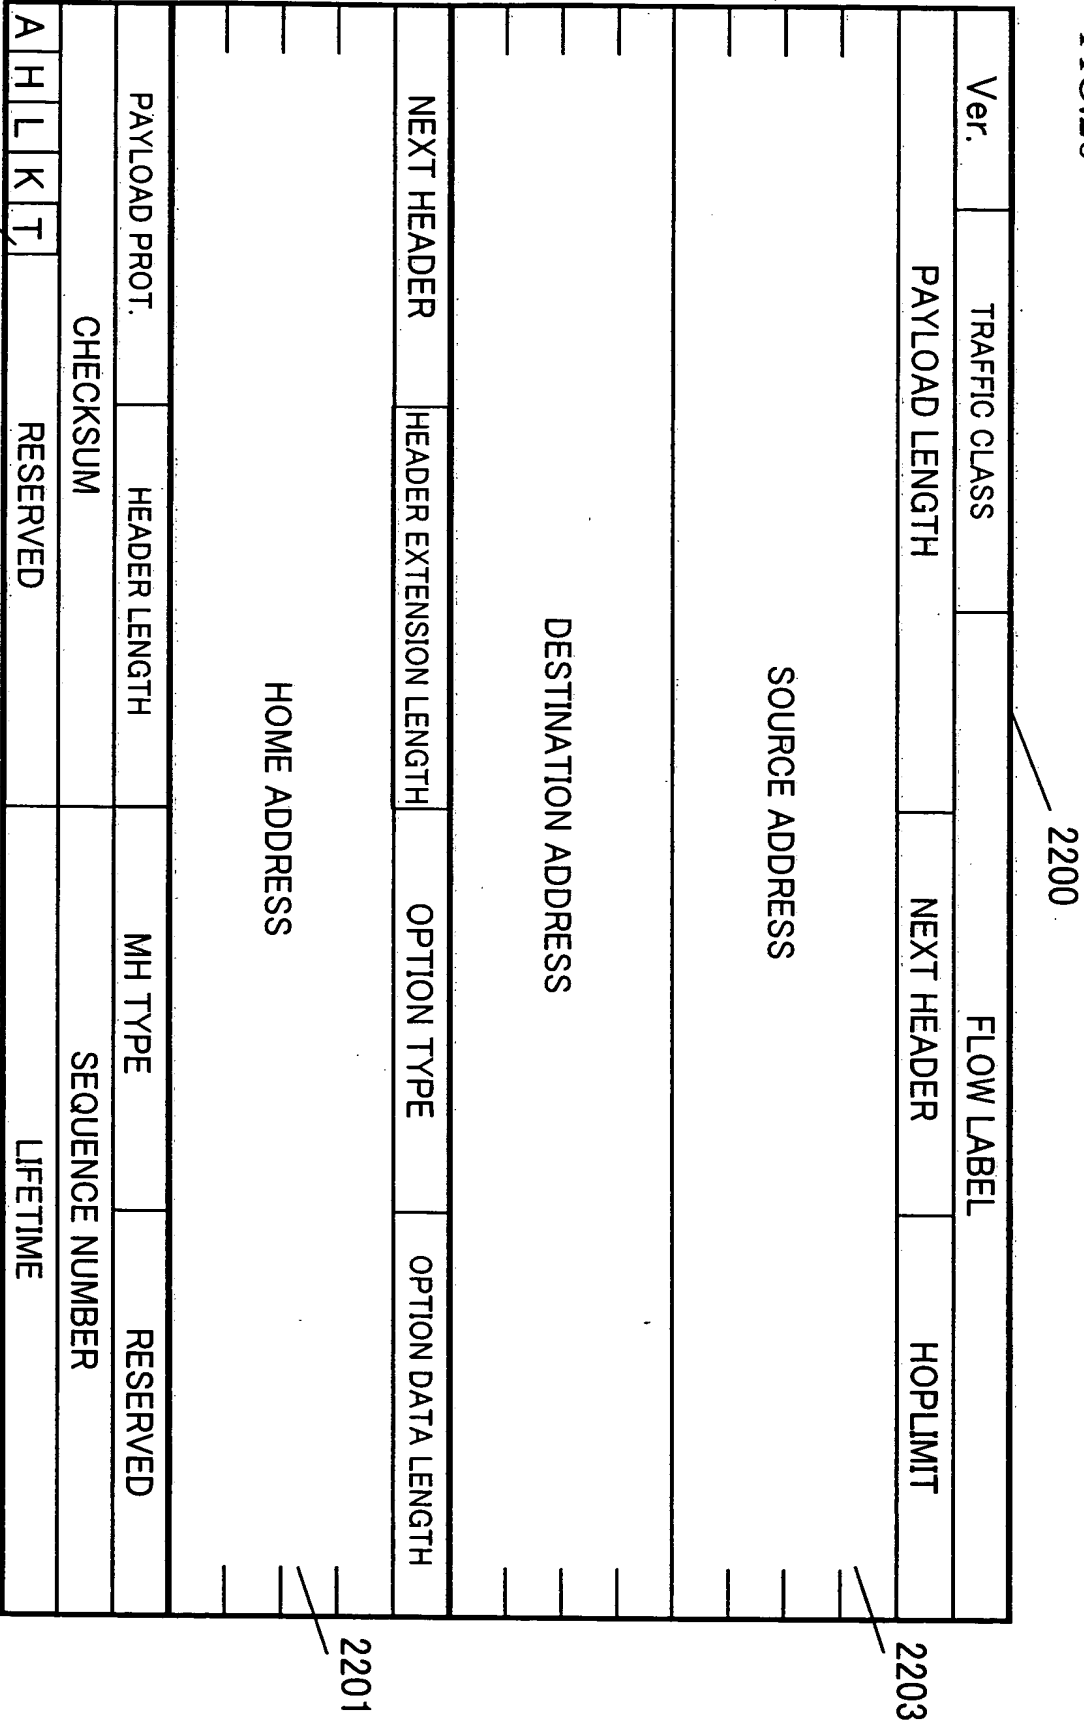 2200
Ver. TRAFFIC CLASS FLOW LABEL
PAYLOAD LENGTH NEXT HEADER HOPLIMIT
2203
SOURCE ADDRESS
DESTINATION ADDRESS
NEXT HEADER HEADER EXTENSION LENGTH OPTION TYPE OPTION DATA LENGTH
2201
HOME ADDRESS
PAYLOAD PROT. HEADER LENGTH MH TYPE RESERVED
CHECKSUM SEQUENCE NUMBER
A H L K T RESERVED LIFETIME